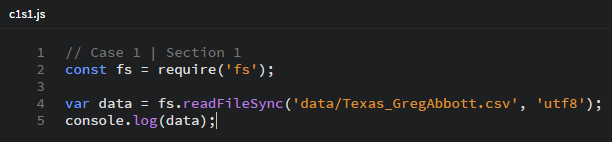 c1s1.js
1 // Case 1 | Section 1
2 const fs = require('fs');
3
4 var data = fs.readFileSync('data/Texas_GregAbbott.csv', 'utf8');
5 console.log(data);